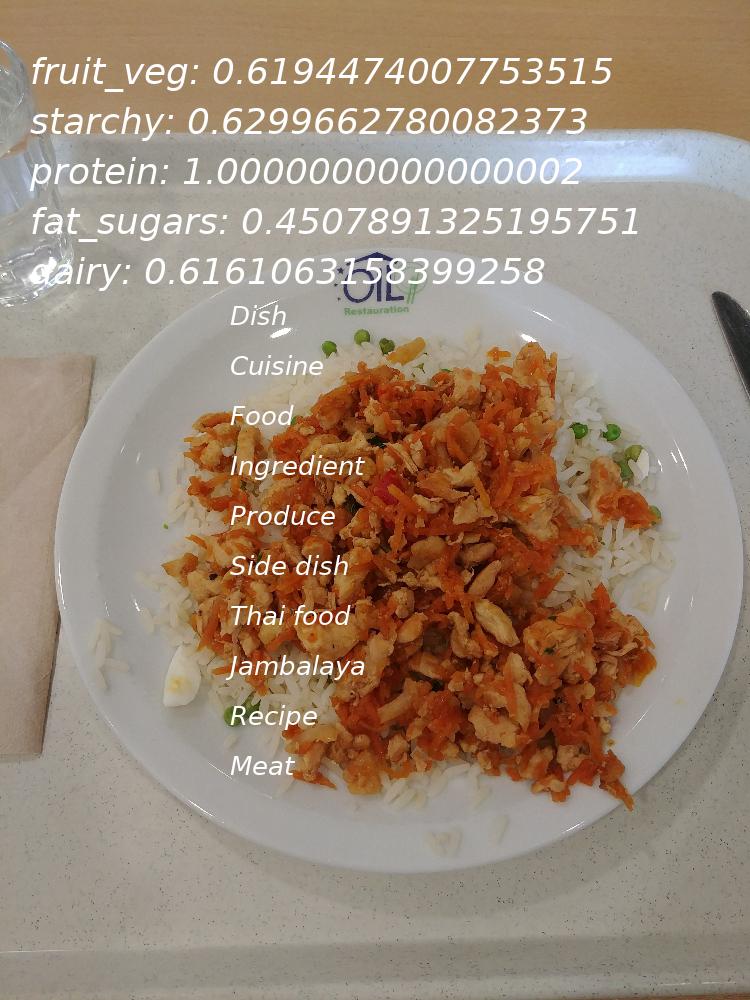 fruit_veg: 0.6194474007753515
starchy: 0.6299662780082373
protein: 1.0000000000000002
fat_sugars: 0.4507891325195751
dairy: 0.6161063158399258
OIL
Restauration
Dish
Cuisine
Food
Ingredient
Produce
Side dish
Thai food
Jambalaya
Recipe
Meat